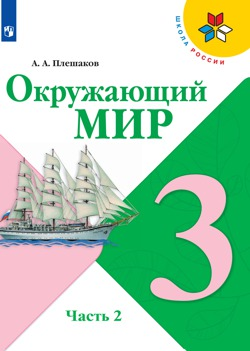 ШКОЛА РОССИИ
А. А. Плешаков
Окружающий
МИР
3
Часть 2